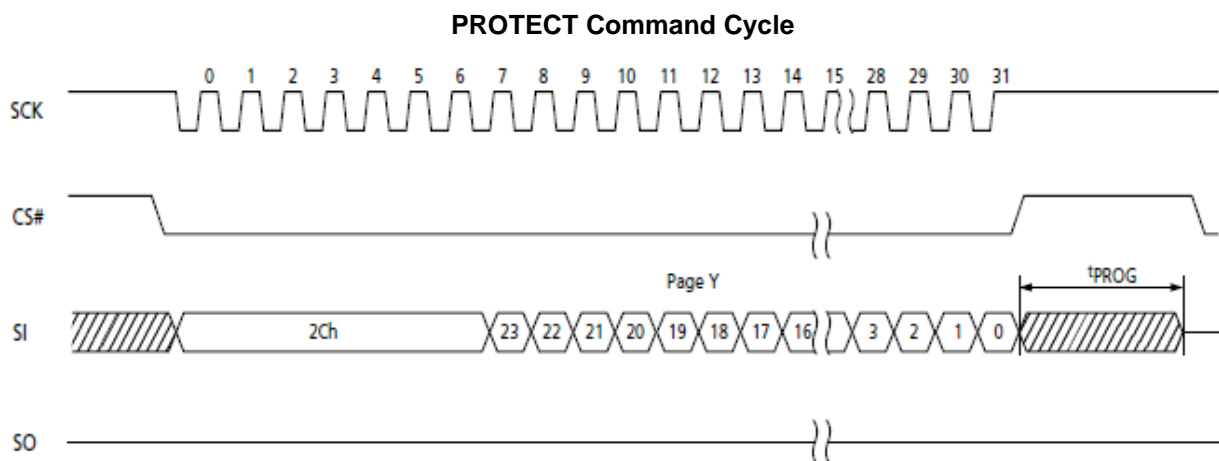 PROTECT Command Cycle
0 1 2 3 4 5 6 7 8 9 10 11 12 13 14 15 28 29 30 31
SCK
CS#
Page Y
tPROG
SI 2Ch 23 22 21 20 19 18 17 16 3 2 1 0
SO